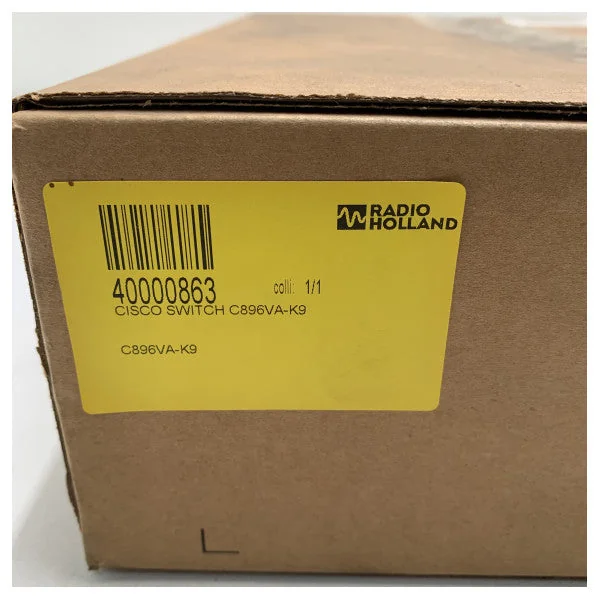 RADIO
HOLLAND
40000863 colli: 1/1
CISCO SWITCH C896VA-K9
C896VA-K9